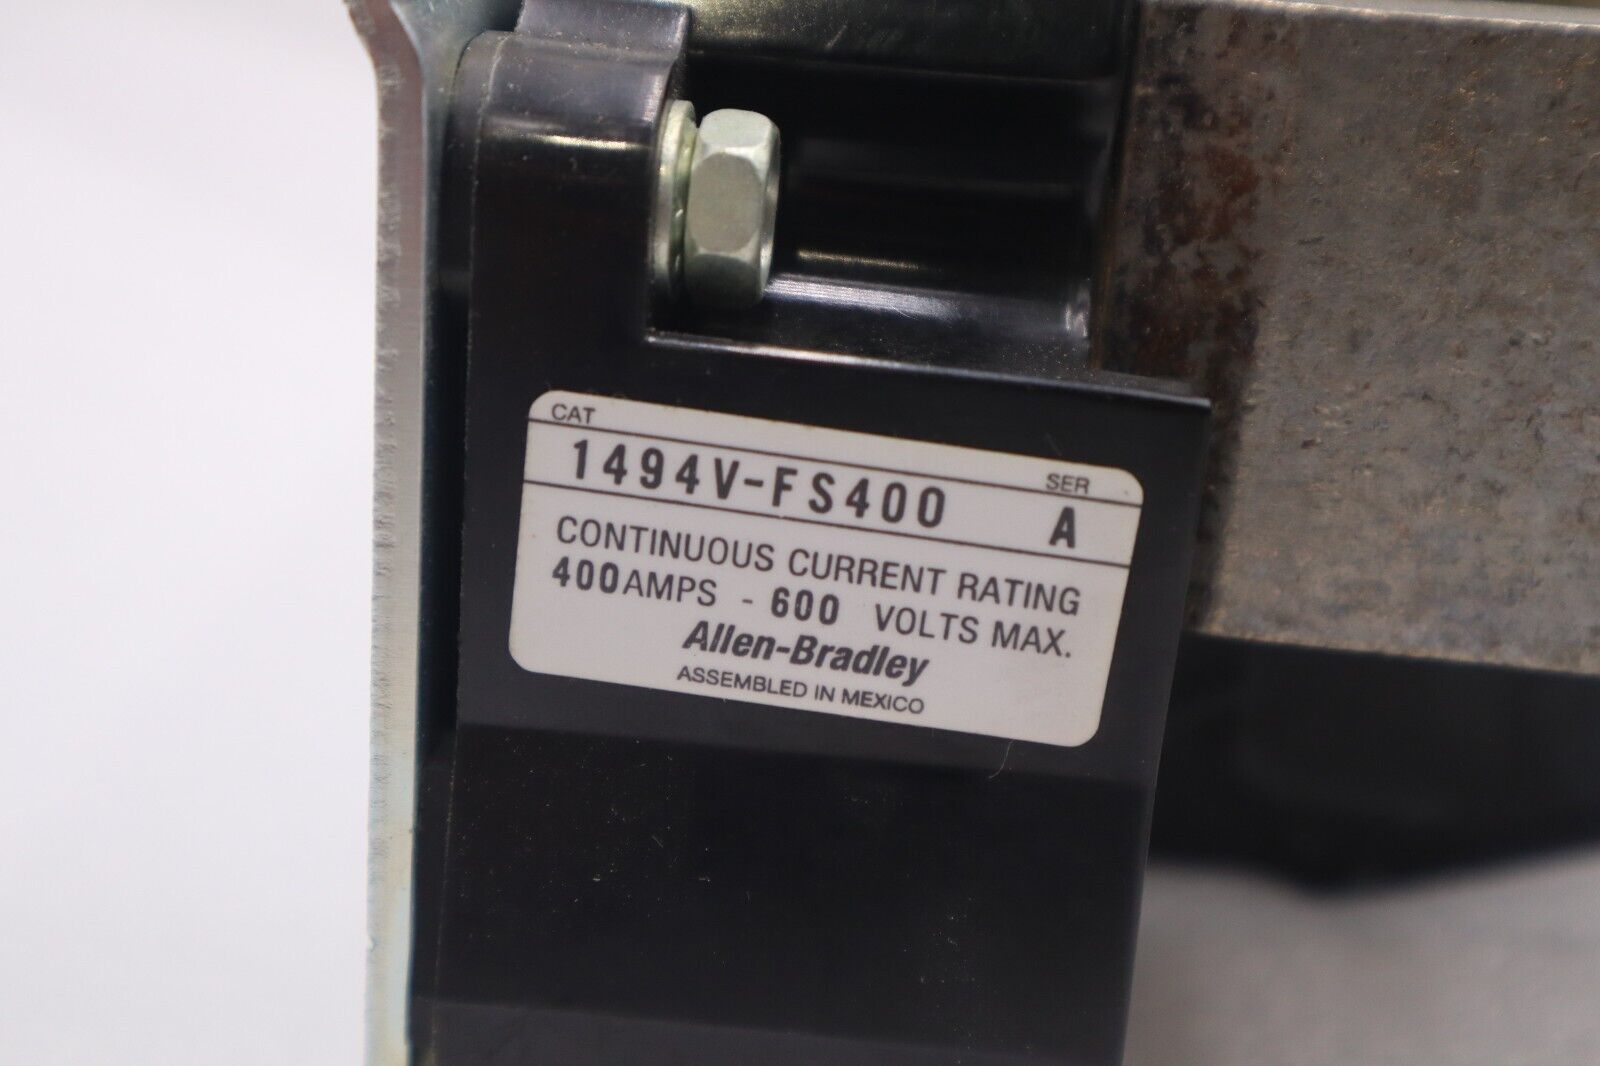 CAT
1494V-FS400
SER
A
CONTINUOUS CURRENT RATING
400AMPS - 600 VOLTS MAX.
Allen-Bradley
ASSEMBLED IN MEXICO